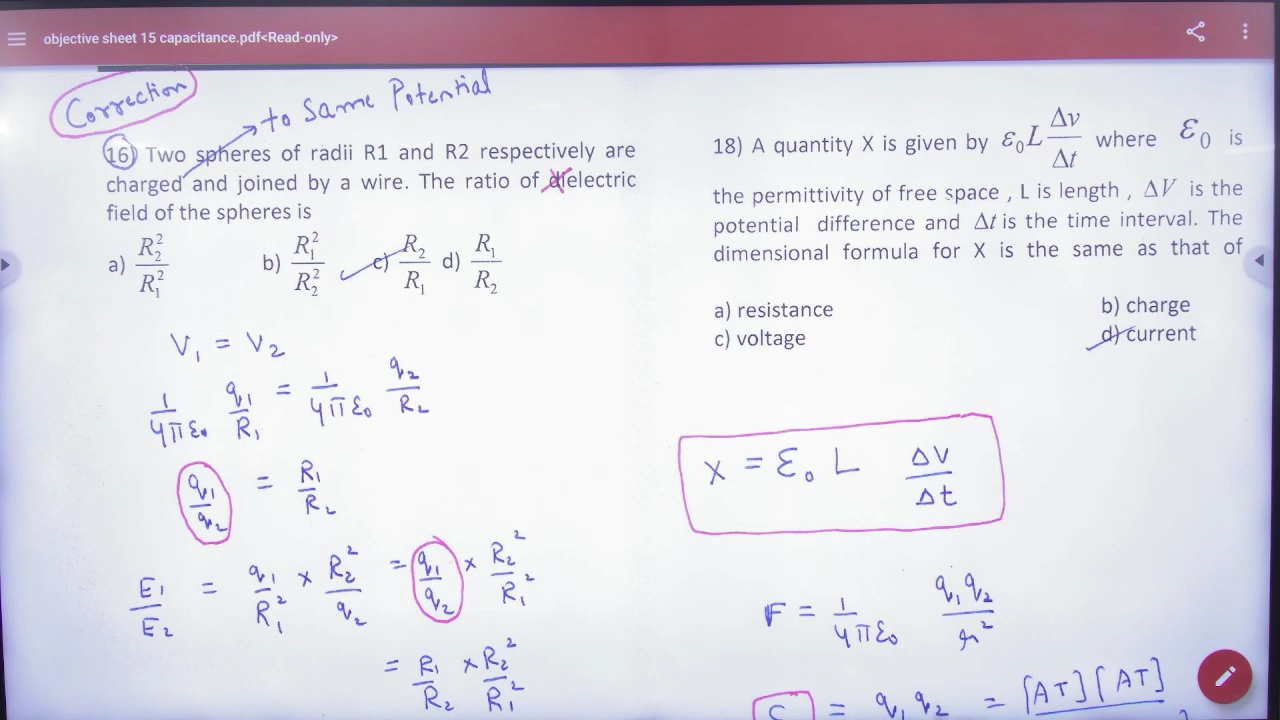 objective sheet 15 capacitance.pdf<Read-only>
Correction
to Same Potential
16) Two spheres of radii R1 and R2 respectively are
charged and joined by a wire. The ratio of dielectric
field of the spheres is
a) R₂²/R₁² b) R₁²/R₂² c) R₂/R₁ d) R₁/R₂
V₁ = V₂
1/4πε₀ q₁/R₁ = 1/4πε₀ q₂/R₂
q₁/q₂ = R₁/R₂
E₁/E₂ = q₁/R₁² × R₂²/q₂ = q₁/q₂ × R₂²/R₁²
= R₁/R₂ × R₂²/R₁²
18) A quantity X is given by ε₀L Δv/Δt where ε₀ is
the permittivity of free space , L is length , ΔV is the
potential difference and Δt is the time interval. The
dimensional formula for X is the same as that of
a) resistance b) charge
c) voltage d) current
X = ε₀ L ΔV/Δt
F = 1/4πε₀ q₁q₂/r²
= q₁q₂ = [AT][AT]